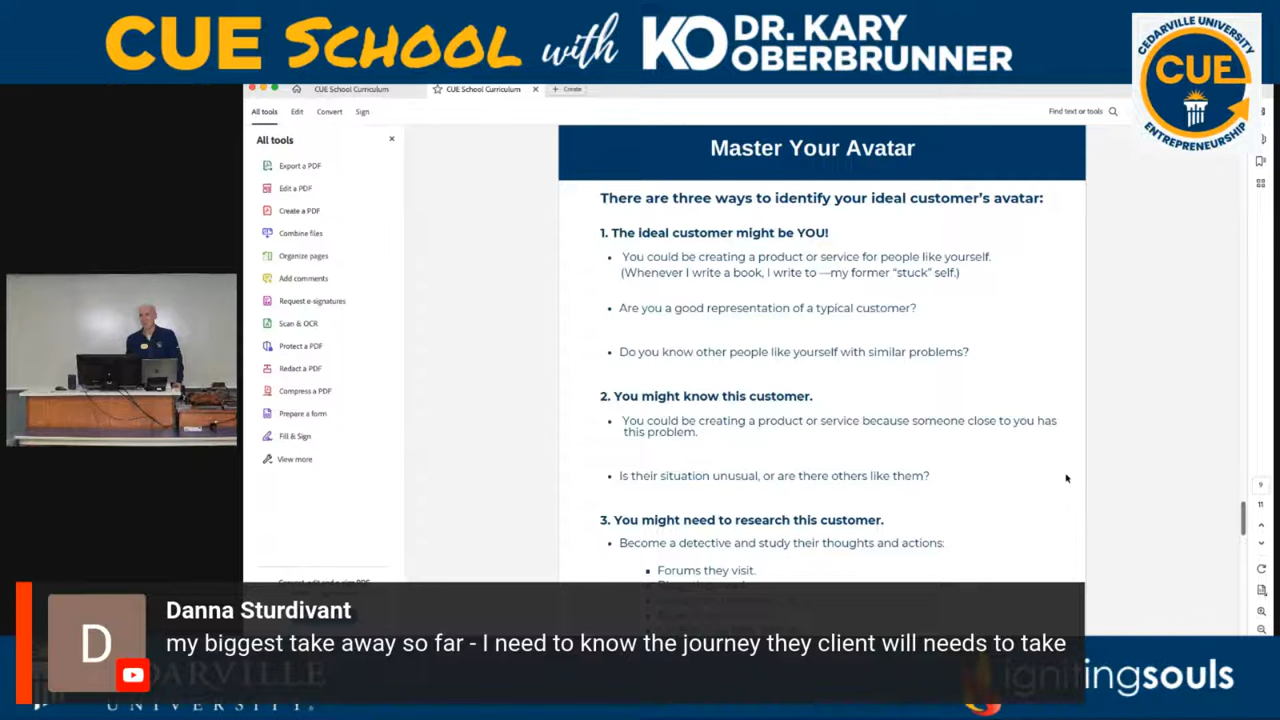 CUE SCHOOL with KO DR. KARY OBERBRUNNER
CEDARVILLE UNIVERSITY
CUE
ENTREPRENEURSHIP
CUE School Curriculum
CUE School Curriculum
Create
All tools Edit Convert Sign
Find text or tools
All tools
Export a PDF
Edit a PDF
Create a PDF
Combine files
Organize pages
Add comments
Request e-signatures
Scan & OCR
Protect a PDF
Redact a PDF
Compress a PDF
Prepare a form
Fill & Sign
View more
Master Your Avatar
There are three ways to identify your ideal customer's avatar:
1. The ideal customer might be YOU!
• You could be creating a product or service for people like yourself.
(Whenever I write a book, I write to —my former “stuck” self.)
• Are you a good representation of a typical customer?
• Do you know other people like yourself with similar problems?
2. You might know this customer.
• You could be creating a product or service because someone close to you has
this problem.
• Is their situation unusual, or are there others like them?
3. You might need to research this customer.
• Become a detective and study their thoughts and actions:
▪ Forums they visit.
9
11
Danna Sturdivant
D
my biggest take away so far - I need to know the journey they client will needs to take
UNIVERSITY
ignitingsouls